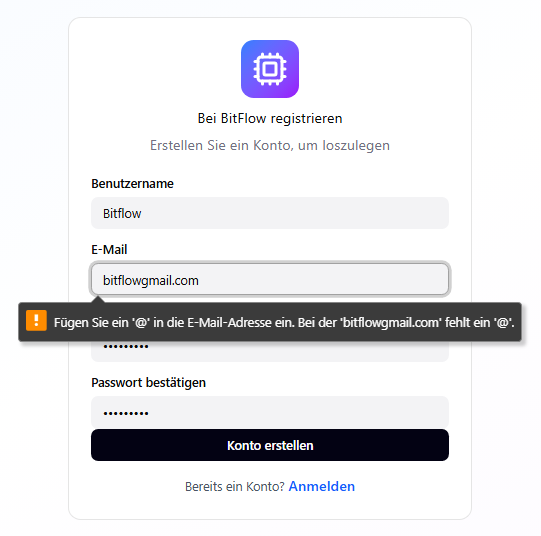 Bei BitFlow registrieren
Erstellen Sie ein Konto, um loszulegen
Benutzername
Bitflow
E-Mail
bitflowgmail.com
! Fügen Sie ein '@' in die E-Mail-Adresse ein. Bei der 'bitflowgmail.com' fehlt ein '@'.
•••••••••
Passwort bestätigen
•••••••••
Konto erstellen
Bereits ein Konto? Anmelden